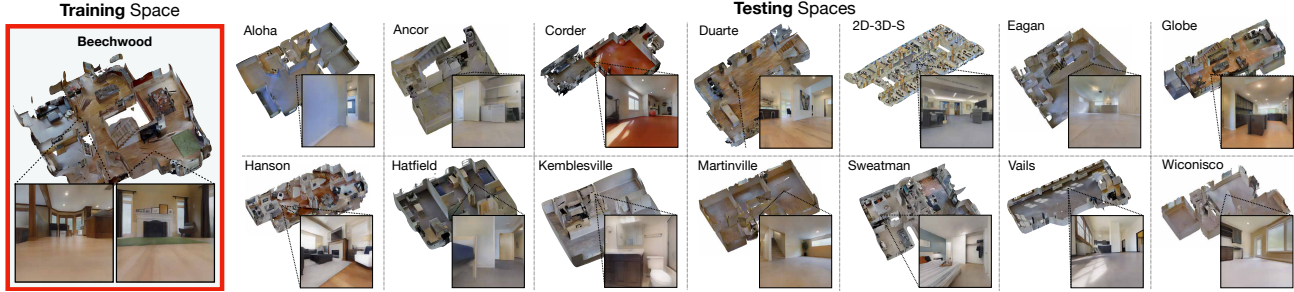 Training Space
Testing Spaces
Beechwood
Aloha
Ancor
Corder
Duarte
2D-3D-S
Eagan
Globe
Hanson
Hatfield
Kemblesville
Martinville
Sweatman
Vails
Wiconisco